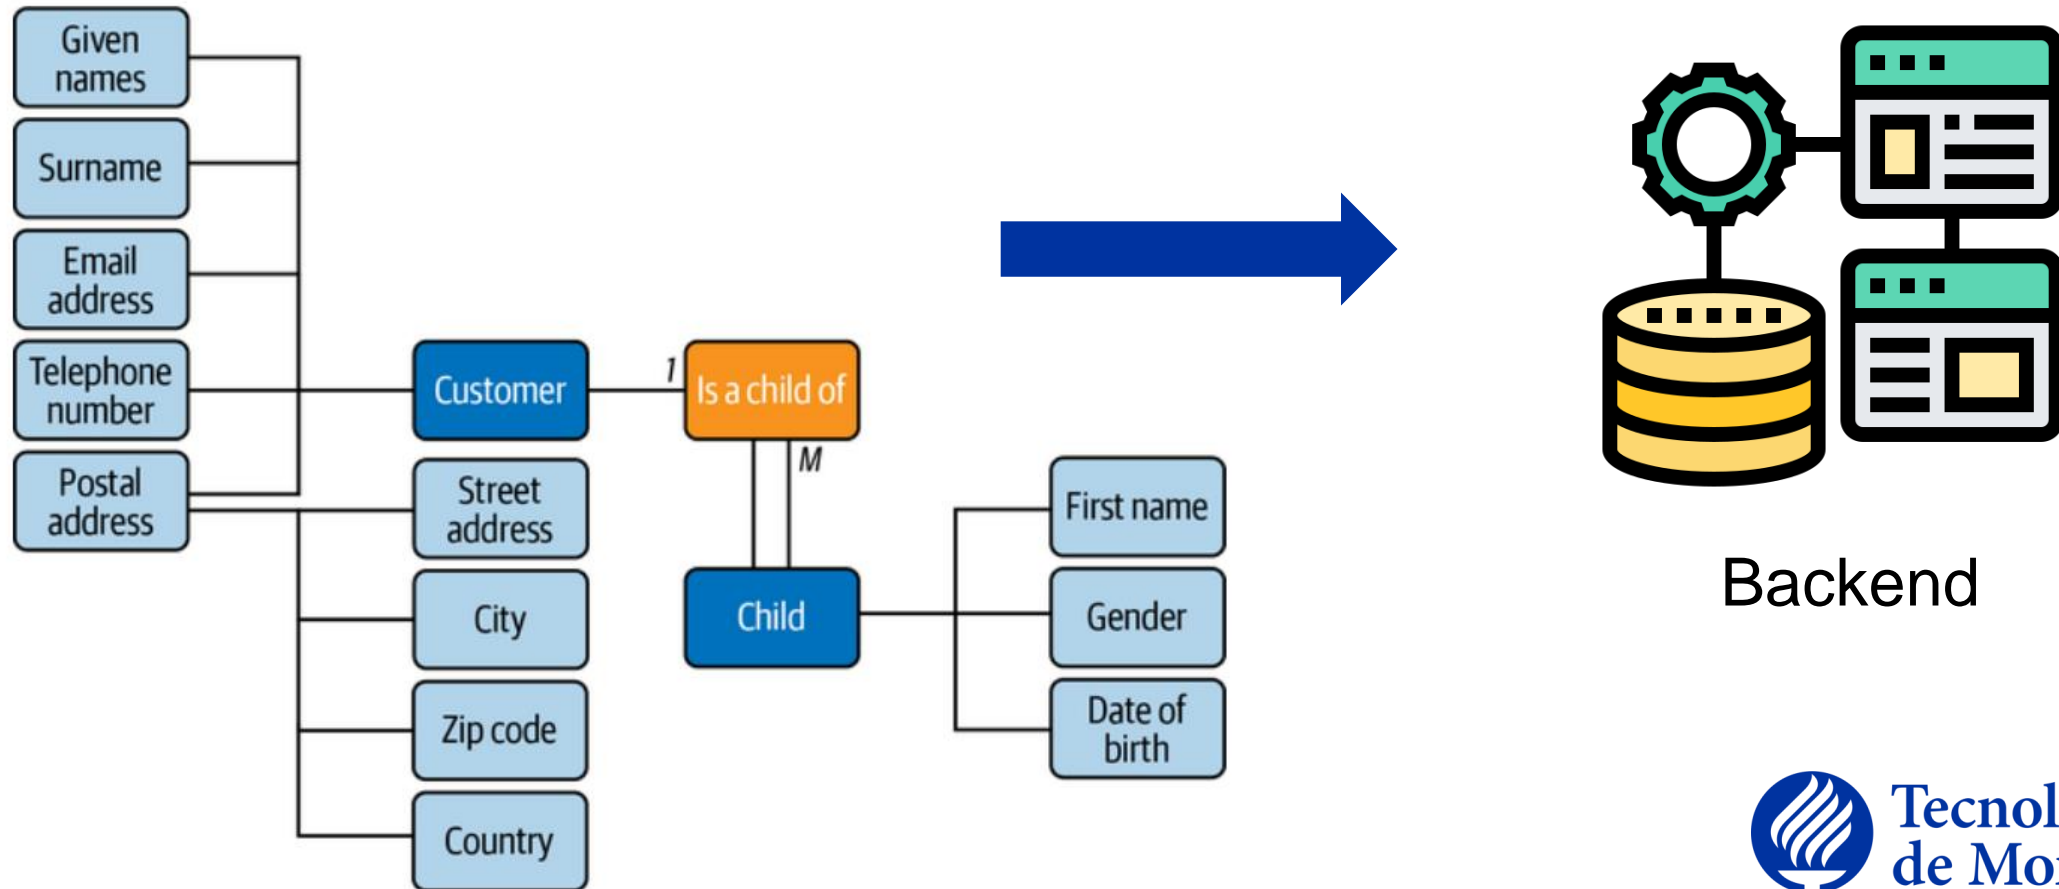 Given
names
Surname
Email
address
Telephone
number
Postal
address
Customer
1
Is a child of
M
Street
address
City
Zip code
Country
Child
First name
Gender
Date of
birth
Backend
Tecnol
de Mo